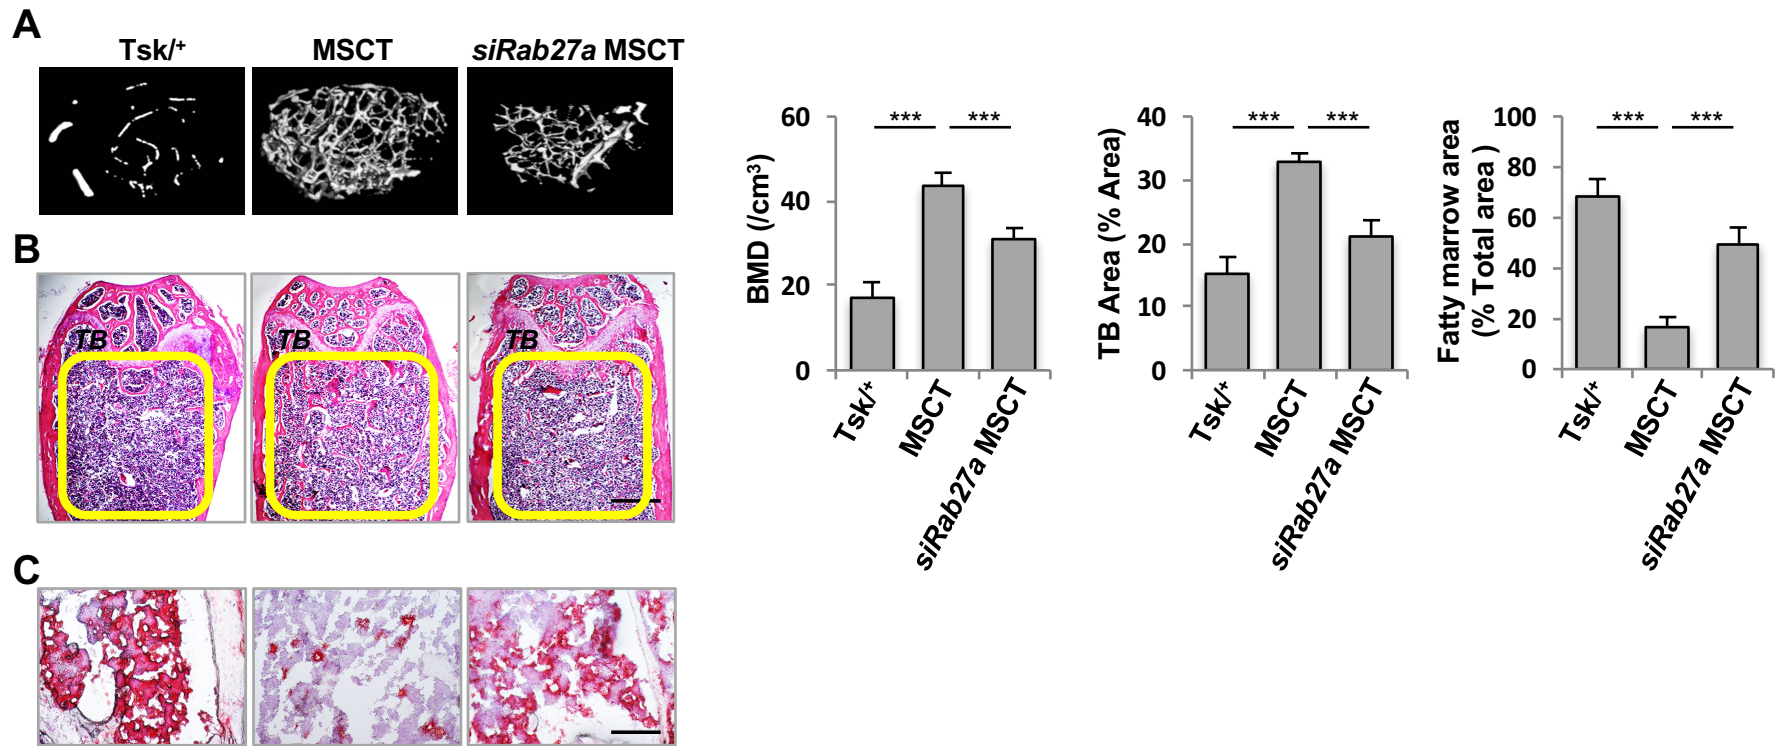 A
Tsk/+
MSCT
siRab27a MSCT
B
TB
TB
TB
C
BMD (/cm3)
60
40
20
0
***
***
Tsk/+
MSCT
siRab27a MSCT
TB Area (% Area)
40
30
20
10
0
***
***
Tsk/+
MSCT
siRab27a MSCT
Fatty marrow area
(% Total area )
100
80
60
40
20
0
***
***
Tsk/+
MSCT
siRab27a MSCT